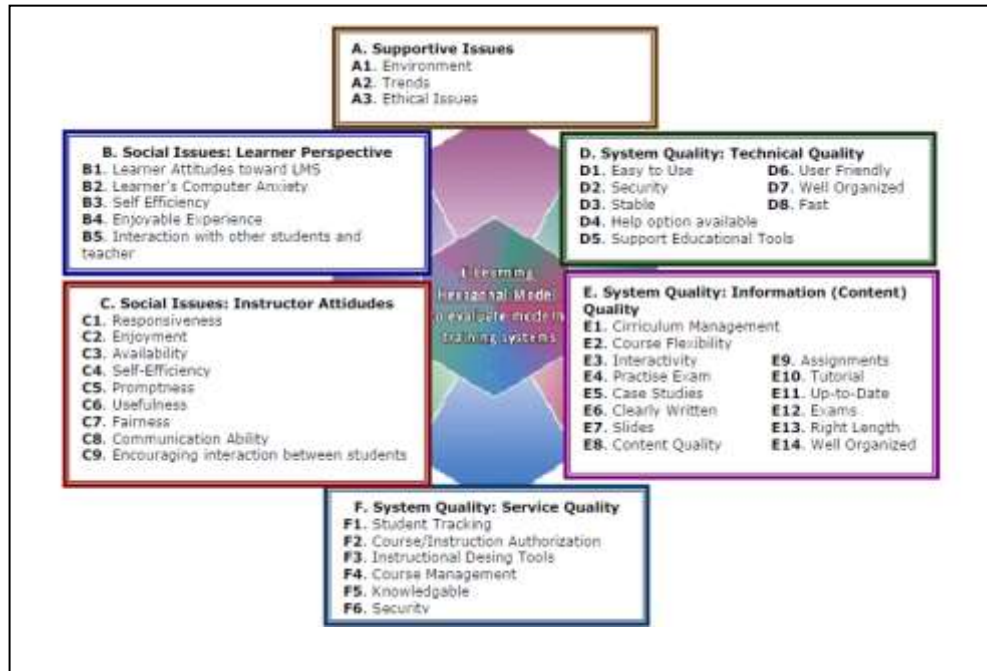 A. Supportive Issues
A1. Environment
A2. Trends
A3. Ethical Issues
B. Social Issues: Learner Perspective
B1. Learner Attitudes toward LMS
B2. Learner's Computer Anxiety
B3. Self Efficiency
B4. Enjoyable Experience
B5. Interaction with other students and
teacher
D. System Quality: Technical Quality
D1. Easy to Use
D2. Security
D3. Stable
D4. Help option available
D5. Support Educational Tools
D6. User Friendly
D7. Well Organized
D8. Fast
E Learning
Hexagonal Model
to evaluate modern
training systems
C. Social Issues: Instructor Attidudes
C1. Responsiveness
C2. Enjoyment
C3. Availability
C4. Self-Efficiency
C5. Promptness
C6. Usefulness
C7. Fairness
C8. Communication Ability
C9. Encouraging interaction between students
E. System Quality: Information (Content)
Quality
E1. Cirriculum Management
E2. Course Flexibility
E3. Interactivity
E4. Practise Exam
E5. Case Studies
E6. Clearly Written
E7. Slides
E8. Content Quality
E9. Assignments
E10. Tutorial
E11. Up-to-Date
E12. Exams
E13. Right Length
E14. Well Organized
F. System Quality: Service Quality
F1. Student Tracking
F2. Course/Instruction Authorization
F3. Instructional Desing Tools
F4. Course Management
F5. Knowledgable
F6. Security